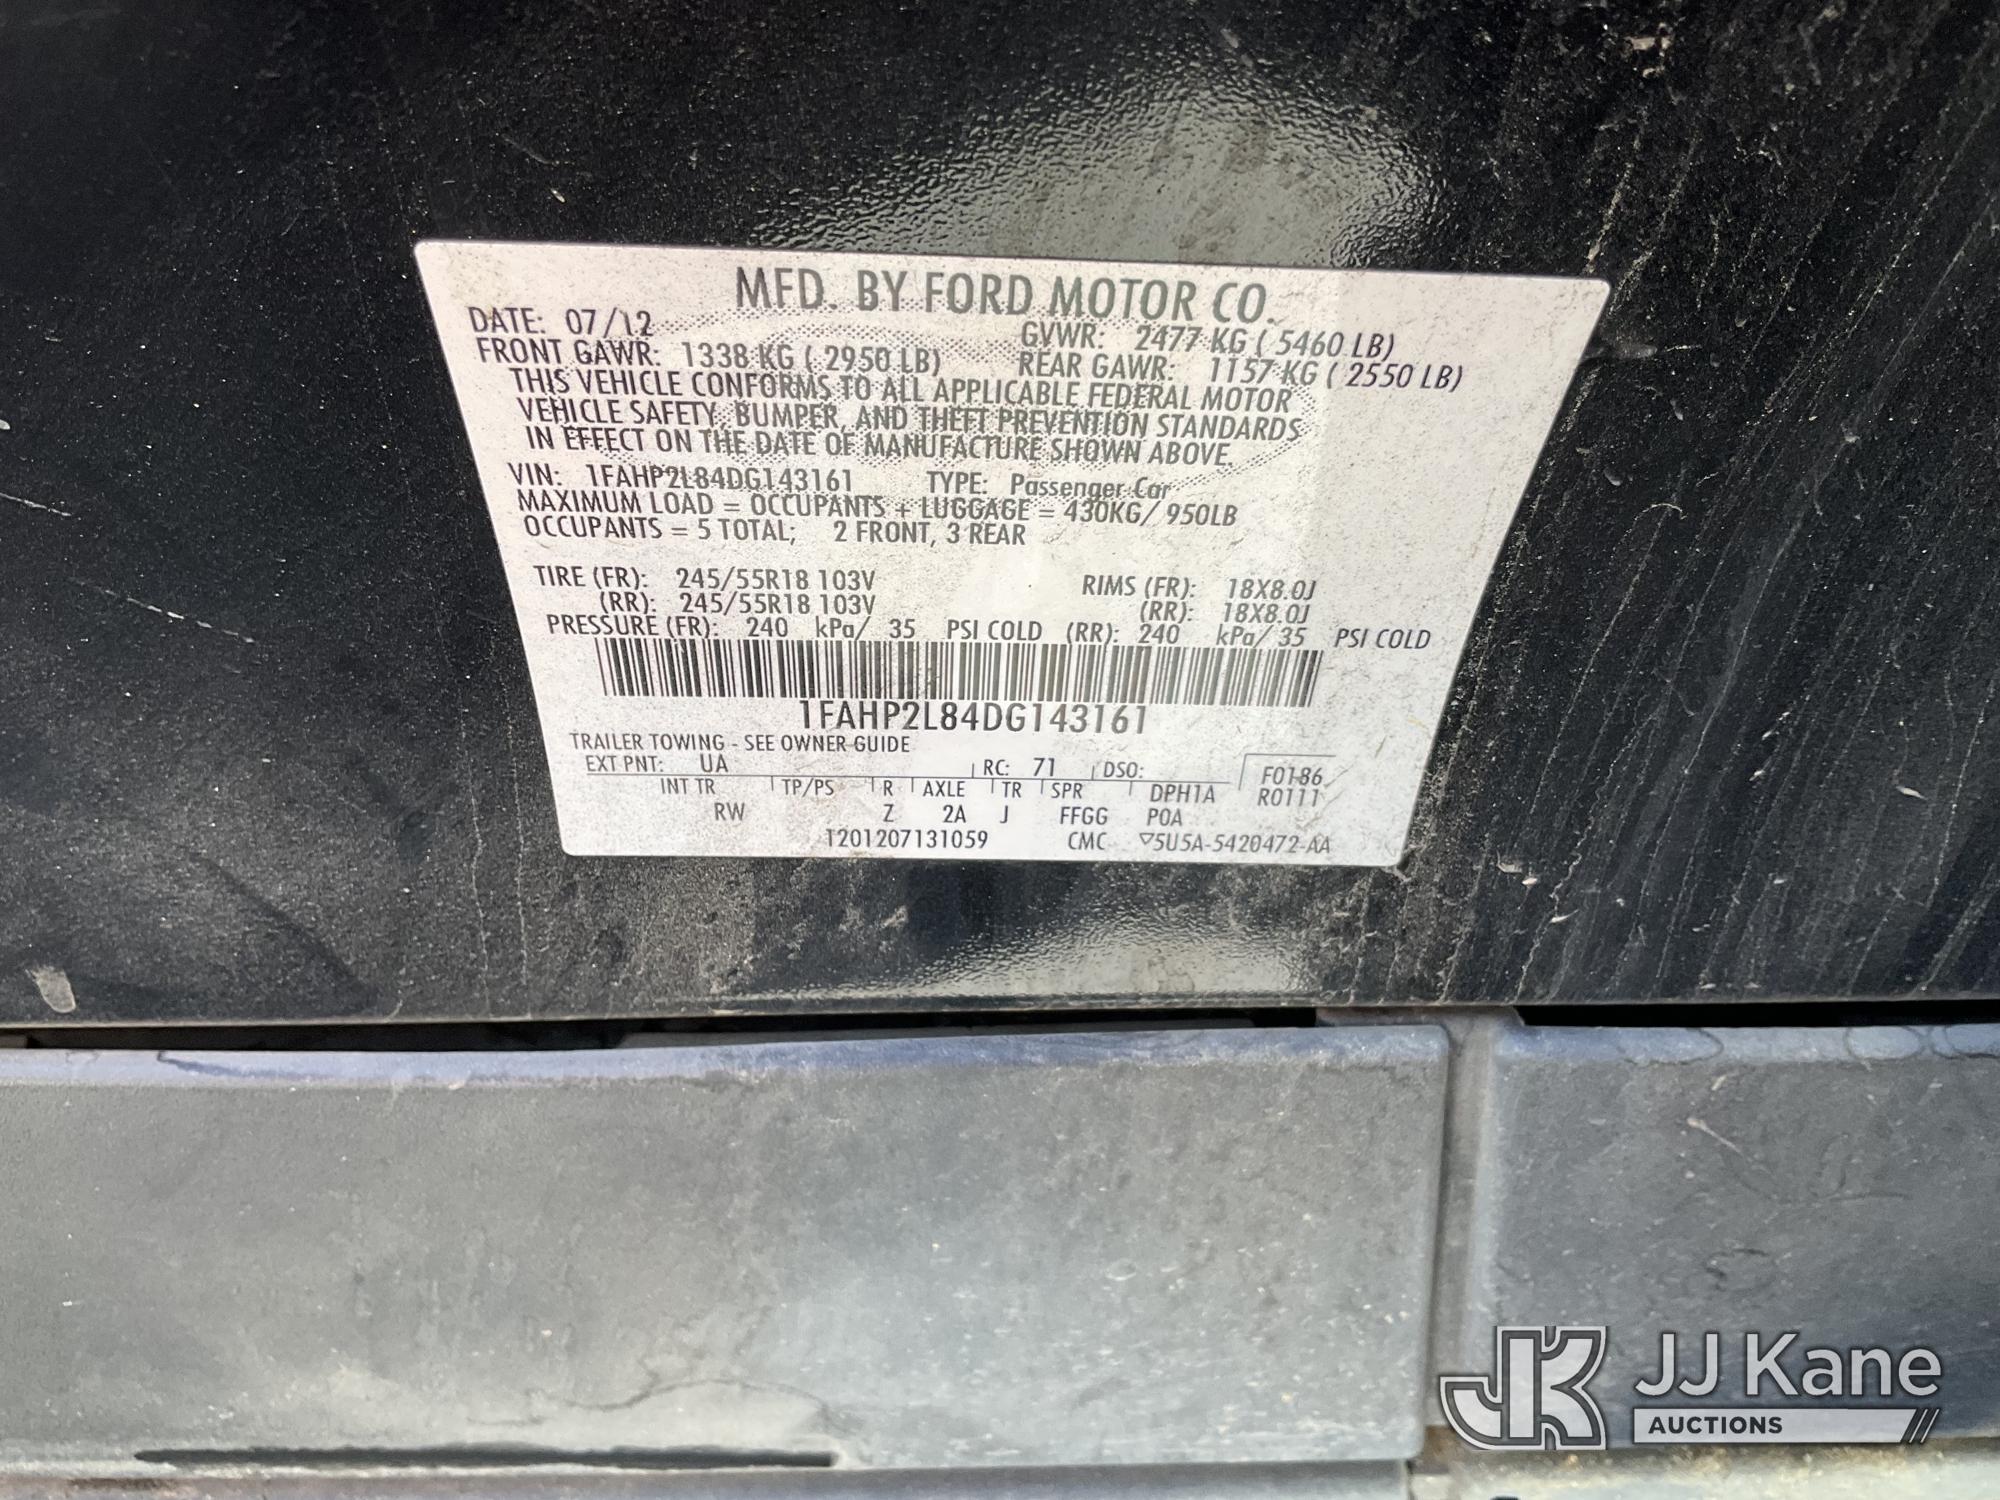 MFD. BY FORD MOTOR CO.
DATE: 07/12 GVWR: 2477 KG ( 5460 LB)
FRONT GAWR: 1338 KG ( 2950 LB) REAR GAWR: 1157 KG ( 2550 LB)
THIS VEHICLE CONFORMS TO ALL APPLICABLE FEDERAL MOTOR
VEHICLE SAFETY, BUMPER, AND THEFT PREVENTION STANDARDS
IN EFFECT ON THE DATE OF MANUFACTURE SHOWN ABOVE.
VIN: 1FAHP2L84DG143161 TYPE: Passenger Car
MAXIMUM LOAD = OCCUPANTS + LUGGAGE = 430KG/ 950LB
OCCUPANTS = 5 TOTAL; 2 FRONT, 3 REAR
TIRE (FR): 245/55R18 103V RIMS (FR): 18X8.0J
(RR): 245/55R18 103V (RR): 18X8.0J
PRESSURE (FR): 240 kPa/ 35 PSI COLD (RR): 240 kPa/ 35 PSI COLD
1FAHP2L84DG143161
TRAILER TOWING - SEE OWNER GUIDE
EXT PNT: UA RC: 71 DSO: F0186
INT TR TP/PS R AXLE TR SPR DPH1A R0111
RW Z 2A J FFGG POA
T201207131059 CMC ▽5U5A-5420472-AA
JK JJ Kane
AUCTIONS